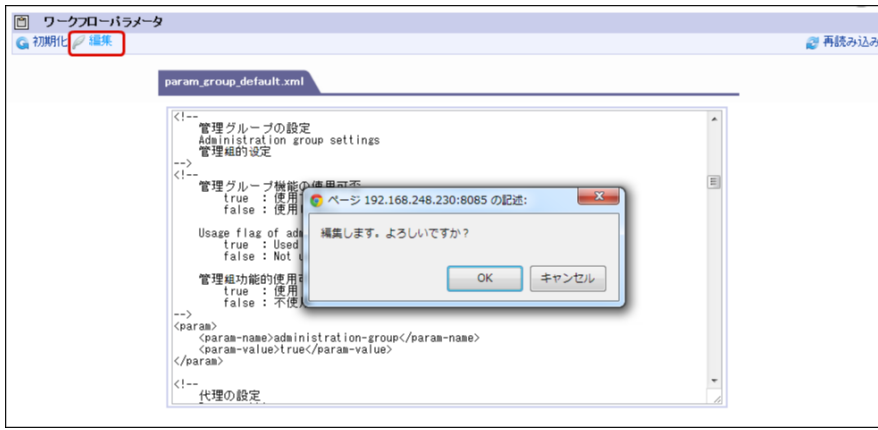 ワークフローパラメータ
初期化 編集 再読み込み
param_group_default.xml
<!--
管理グループの設定
Administration group settings
管理組的设定
-->
<!--
管理グループ機能の使用可否
true : 使用
false : 使用
Usage flag of adm
true : Used
false : Not u
管理組功能的使用可
true : 使用
false : 不使用
-->
<param>
<param-name>administration-group</param-name>
<param-value>true</param-value>
</param>
<!--
代理の設定
ページ 192.168.248.230:8085 の記述:
編集します。よろしいですか？
OK キャンセル